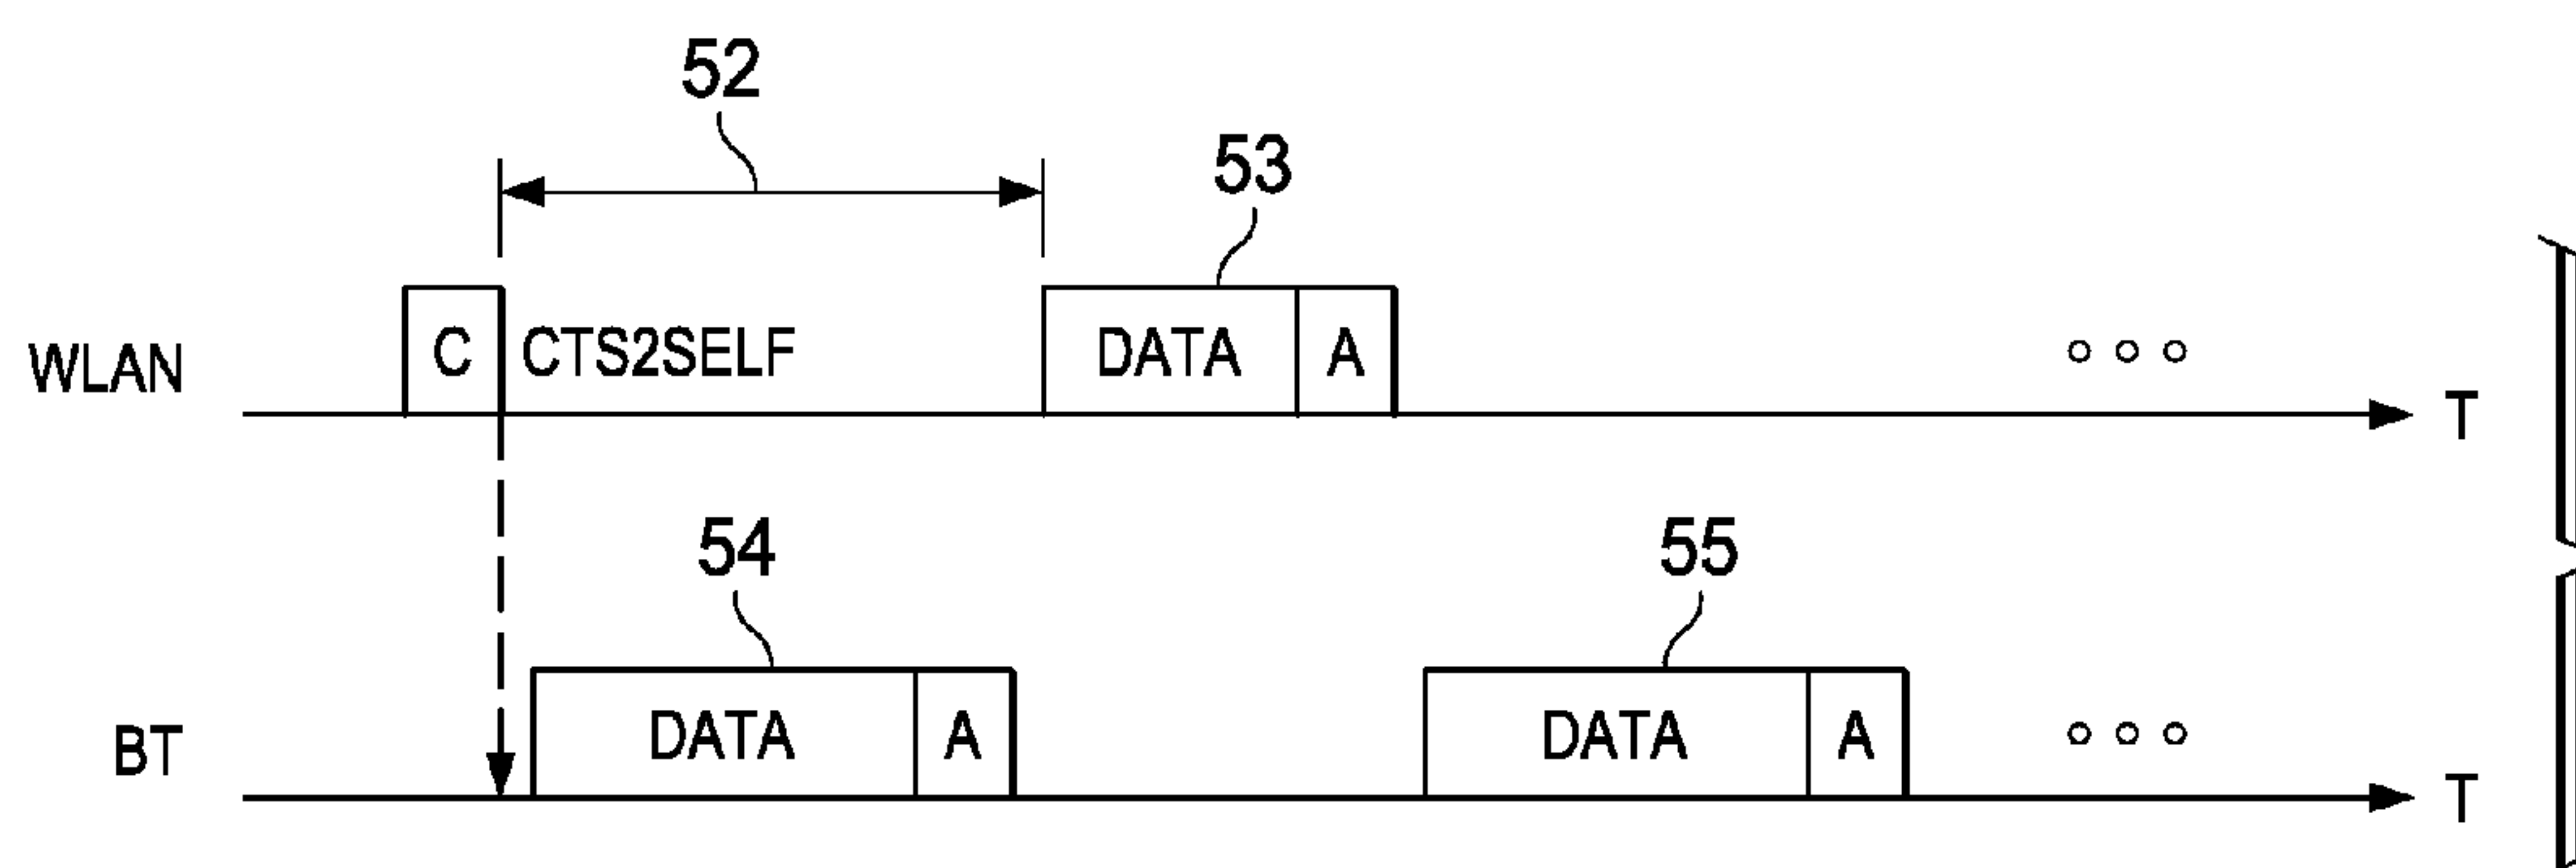 52
53
WLAN C CTS2SELF DATA A T
54 55
BT DATA A DATA A T